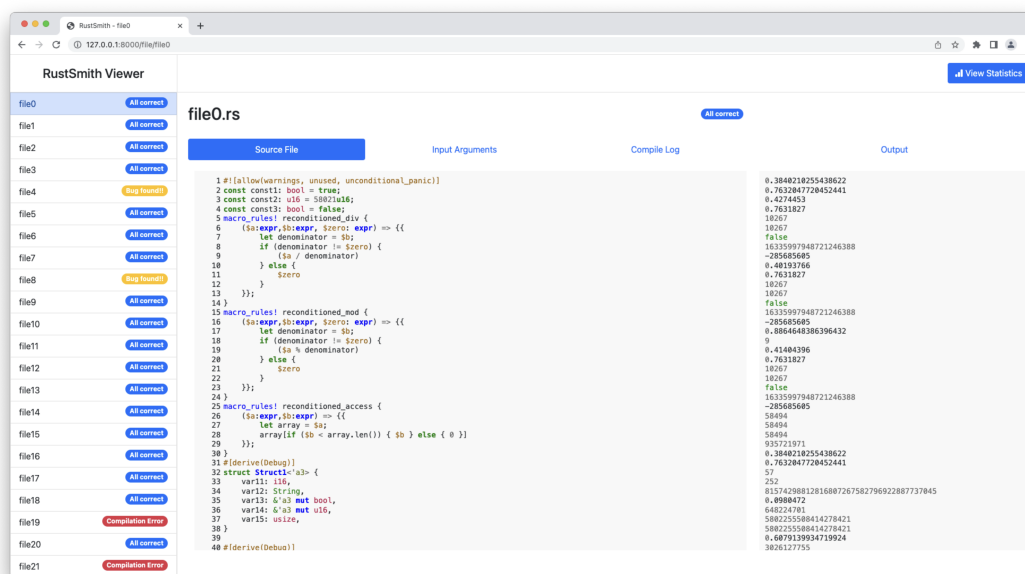 RustSmith - file0
127.0.0.1:8000/file/file0
RustSmith Viewer
View Statistics
file0 All correct
file1 All correct
file2 All correct
file3 All correct
file4 Bug found!!
file5 All correct
file6 All correct
file7 All correct
file8 Bug found!!
file9 All correct
file10 All correct
file11 All correct
file12 All correct
file13 All correct
file14 All correct
file15 All correct
file16 All correct
file17 All correct
file18 All correct
file19 Compilation Error
file20 All correct
file21 Compilation Error
file0.rs All correct
Source File Input Arguments Compile Log Output
1 #![allow(warnings, unused, unconditional_panic)]
2 const const1: bool = true;
3 const const2: u16 = 58021u16;
4 const const3: bool = false;
5 macro_rules! reconditioned_div {
6     ($a:expr,$b:expr, $zero: expr) => {{
7         let denominator = $b;
8         if (denominator != $zero) {
9             ($a / denominator)
10         } else {
11             $zero
12         }
13     }};
14 }
15 macro_rules! reconditioned_mod {
16     ($a:expr,$b:expr, $zero: expr) => {{
17         let denominator = $b;
18         if (denominator != $zero) {
19             ($a % denominator)
20         } else {
21             $zero
22         }
23     }};
24 }
25 macro_rules! reconditioned_access {
26     ($a:expr,$b:expr) => {{
27         let array = $a;
28         array[if ($b < array.len()) { $b } else { 0 }]
29     }};
30 }
31 #[derive(Debug)]
32 struct Struct1<'a3> {
33     var11: i16,
34     var12: String,
35     var13: &'a3 mut bool,
36     var14: &'a3 mut u16,
37     var15: usize,
38 }
39
40 #[derive(Debug)]
0.3840210255438622
0.7632047720452441
0.4274453
0.7631827
10267
10267
false
16335997948721246388
-285685605
0.40193766
0.7631827
10267
10267
false
16335997948721246388
-285685605
0.8864648386396432
9
0.41404396
0.7631827
10267
10267
false
16335997948721246388
-285685605
58494
58494
58494
935721971
0.3840210255438622
0.7632047720452441
57
252
81574298812816807267582796922887737045
0.0980472
648224701
5802255508414278421
5802255508414278421
0.6079139934719924
3026127755